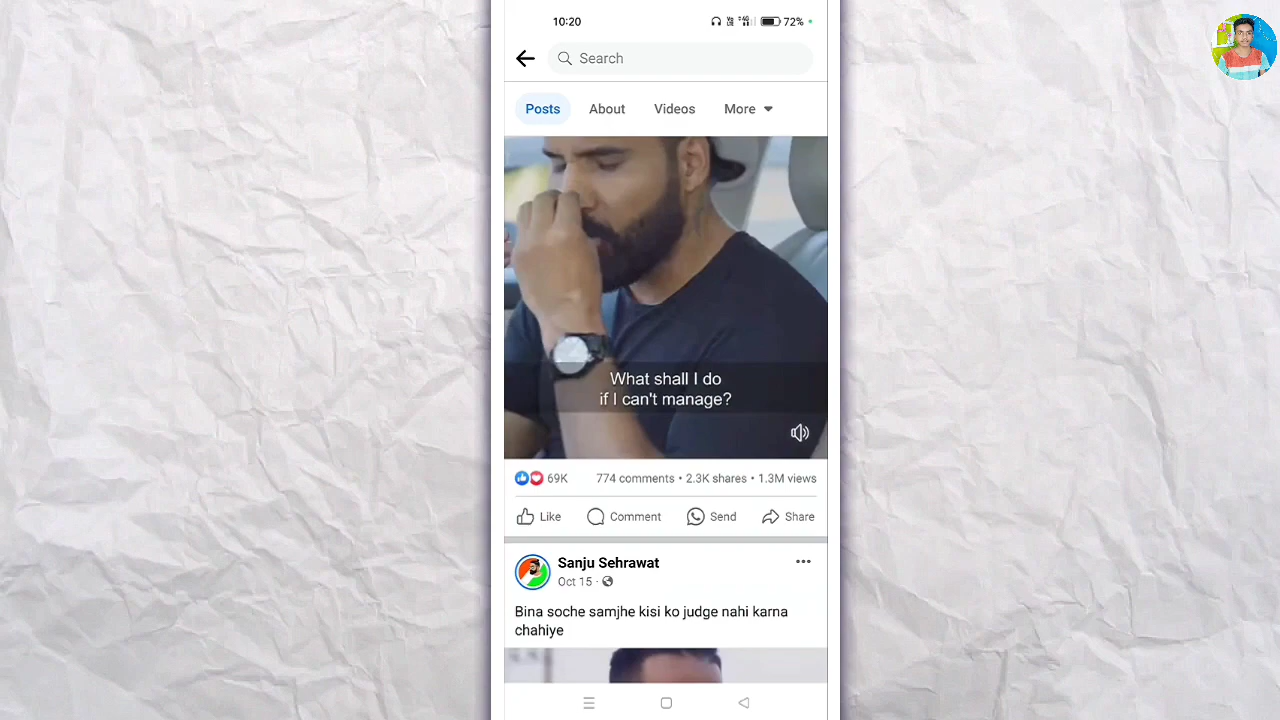 10:20
72%
Search
Posts About Videos More
What shall I do
if I can't manage?
69K 774 comments • 2.3K shares • 1.3M views
Like Comment Send Share
Sanju Sehrawat
Oct 15 ·
Bina soche samjhe kisi ko judge nahi karna
chahiye